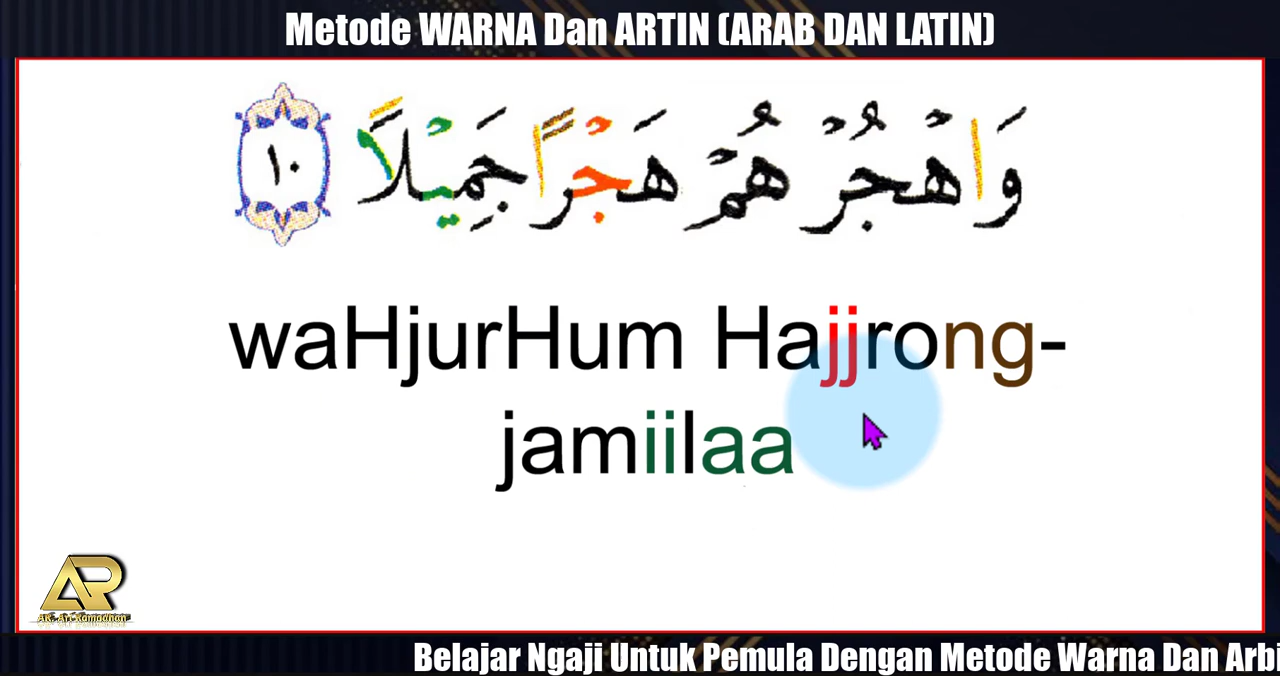 Metode WARNA Dan ARTIN (ARAB DAN LATIN)
وَاهْجُرْهُمْ هَجْرًا جَمِيْلًا ١٠
waHjurHum Hajjrong-
jamiilaa
AR
Belajar Ngaji Untuk Pemula Dengan Metode Warna Dan Arbi